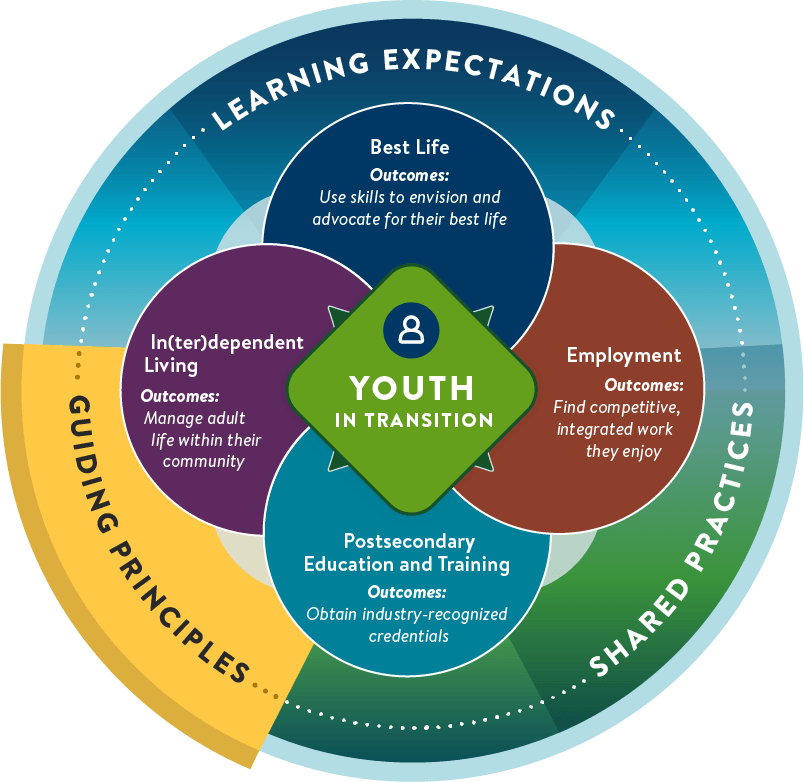 LEARNING EXPECTATIONS
Best Life
Outcomes:
Use skills to envision and
advocate for their best life
In(ter)dependent
Living
Outcomes:
Manage adult
life within their
community
YOUTH
IN TRANSITION
Employment
Outcomes:
Find competitive,
integrated work
they enjoy
Postsecondary
Education and Training
Outcomes:
Obtain industry-recognized
credentials
GUIDING PRINCIPLES
SHARED PRACTICES